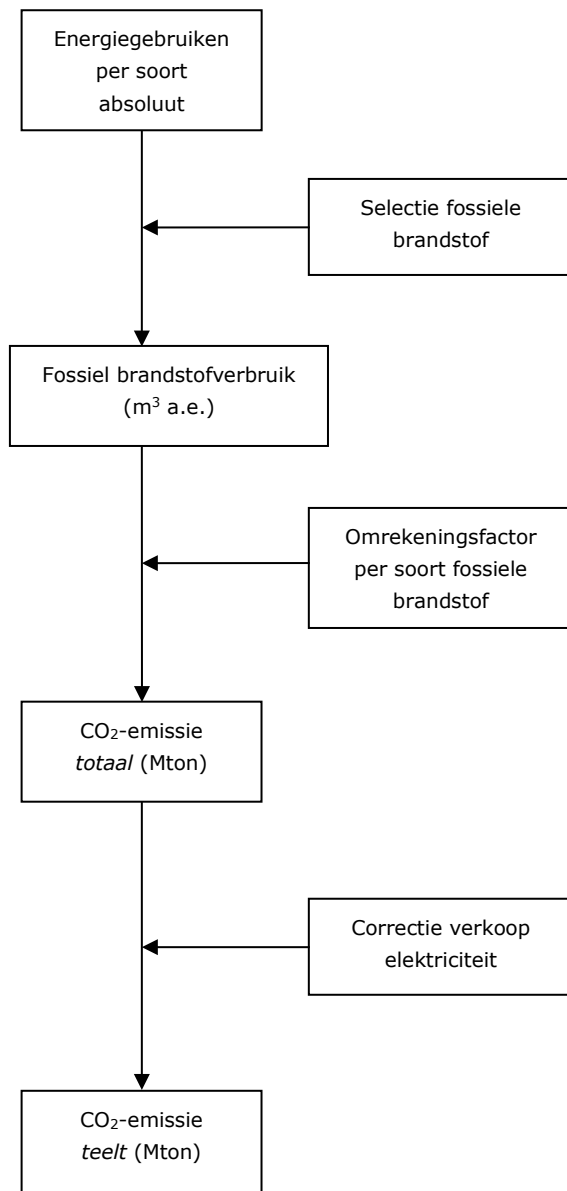 Energiegebruiken
per soort
absoluut
Selectie fossiele
brandstof
Fossiel brandstofverbruik
(m³ a.e.)
Omrekeningsfactor
per soort fossiele
brandstof
CO₂-emissie
totaal (Mton)
Correctie verkoop
elektriciteit
CO₂-emissie
teelt (Mton)